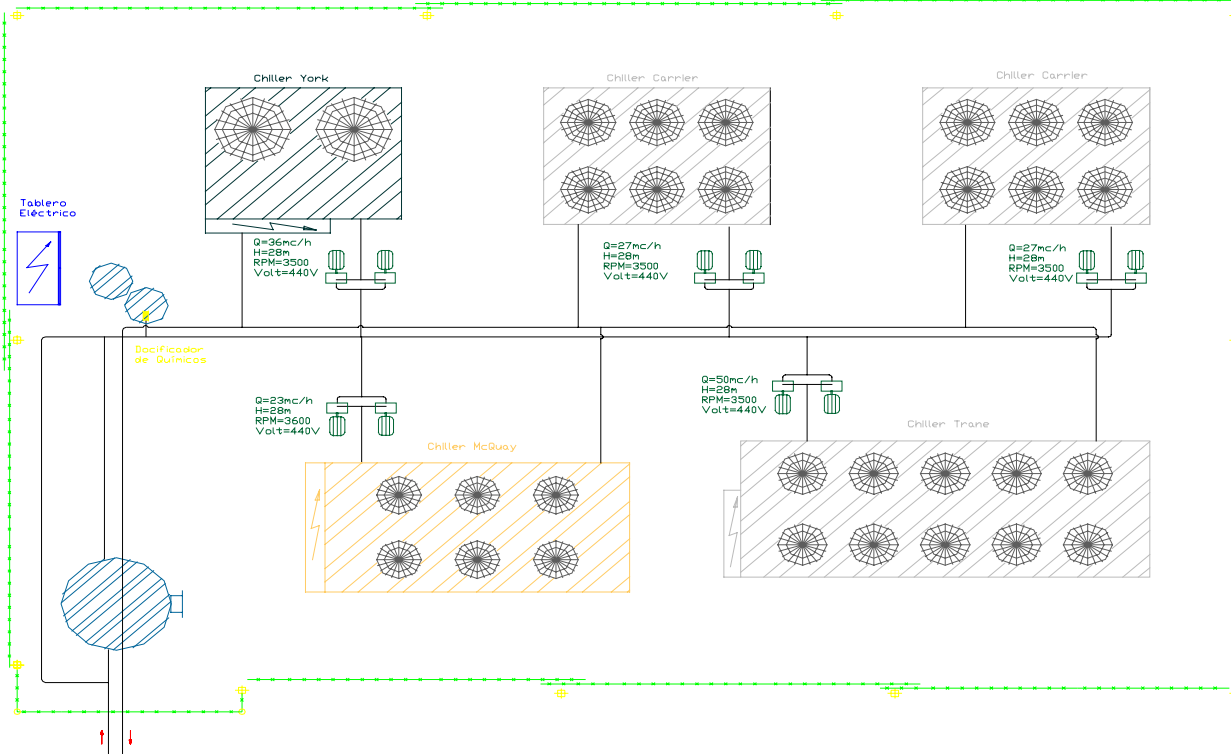 Chiller York
Chiller Carrier
Chiller Carrier
Tablero
Eléctrico
Q=36mc/h
H=28m
RPM=3500
Volt=440V
Q=27mc/h
H=28m
RPM=3500
Volt=440V
Q=27mc/h
H=28m
RPM=3500
Volt=440V
Docificador
de Químicos
Q=23mc/h
H=28m
RPM=3600
Volt=440V
Q=50mc/h
H=28m
RPM=3500
Volt=440V
Chiller McQuay
Chiller Trane